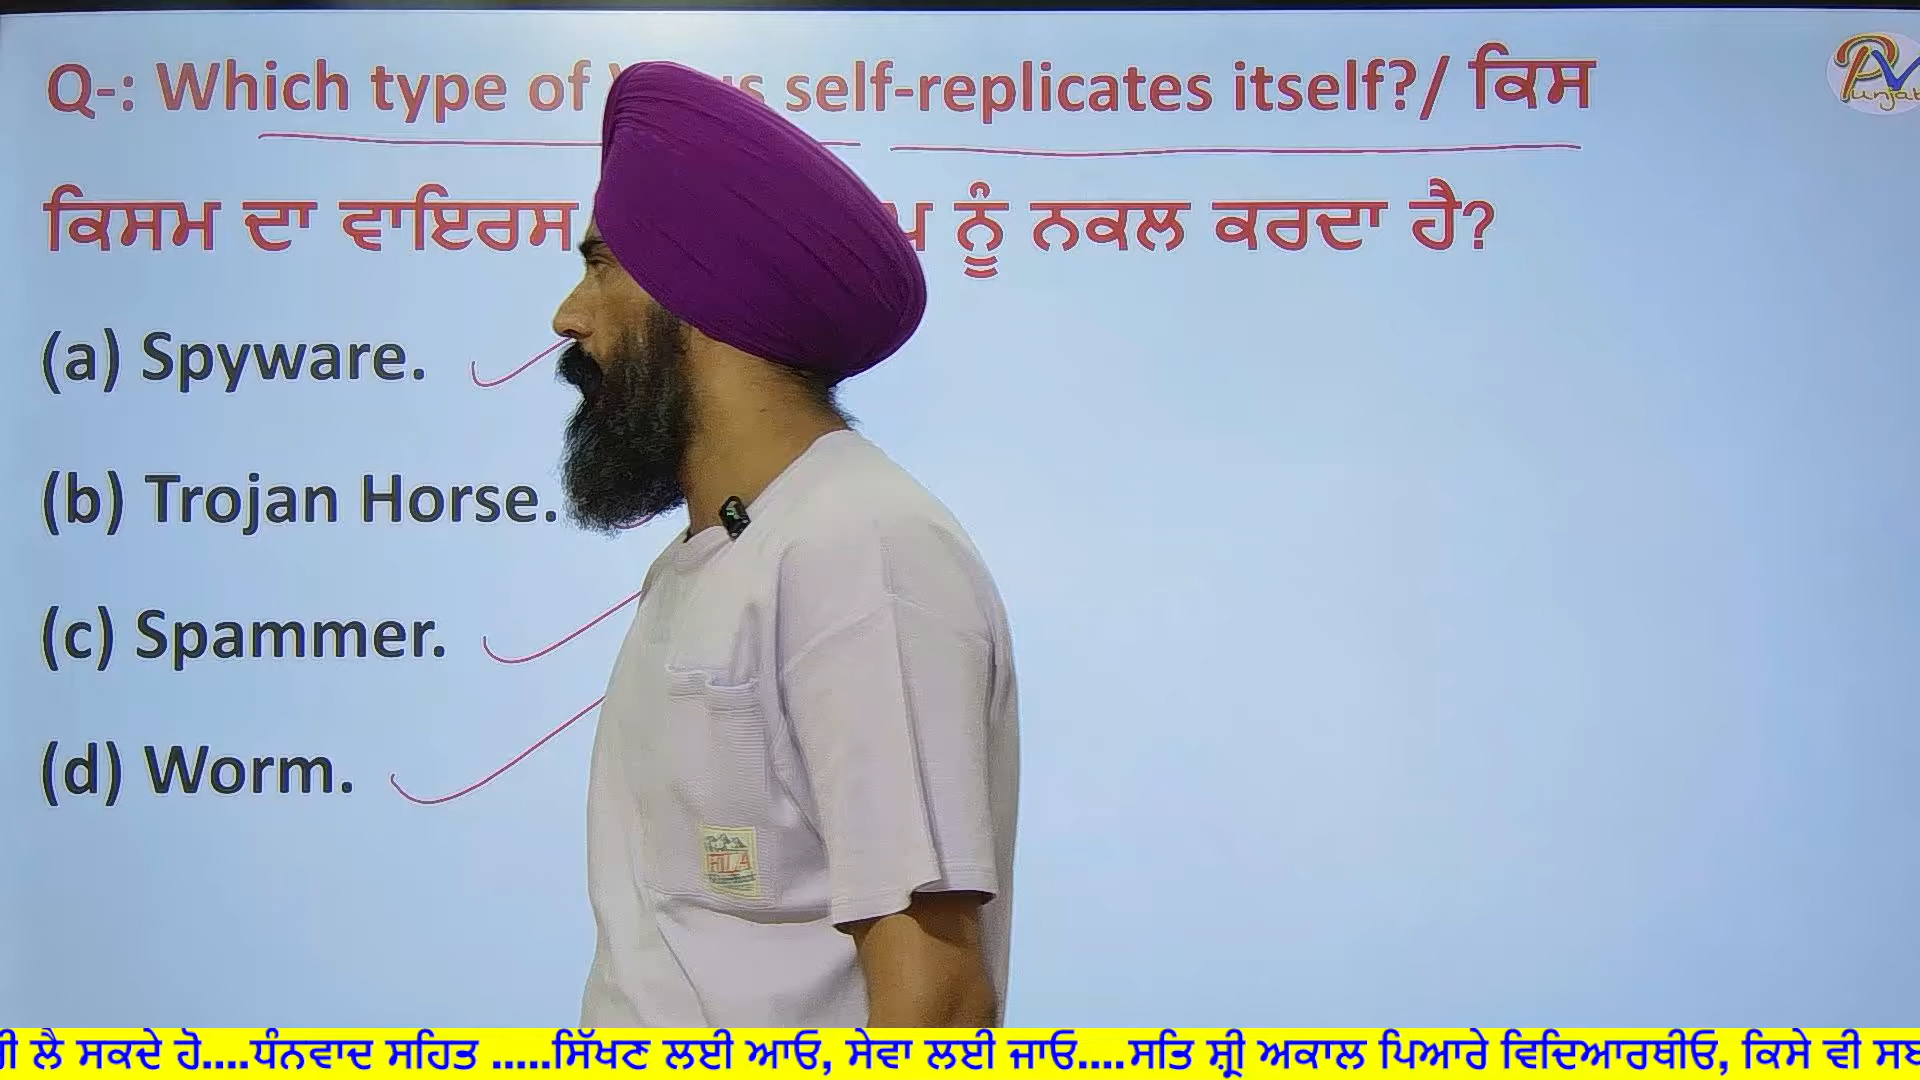 Q-: Which type of self-replicates itself?/ ਕਿਸ
ਕਿਸਮ ਦਾ ਵਾਇਰਸ ਨੂੰ ਨਕਲ ਕਰਦਾ ਹੈ?
(a) Spyware.
(b) Trojan Horse.
(c) Spammer.
(d) Worm.
HILA
ਲੈ ਸਕਦੇ ਹੋ....ਧੰਨਵਾਦ ਸਹਿਤ .....ਸਿੱਖਣ ਲਈ ਆਓ, ਸੇਵਾ ਲਈ ਜਾਓ....ਸਤਿ ਸ਼੍ਰੀ ਅਕਾਲ ਪਿਆਰੇ ਵਿਦਿਆਰਥੀਓ, ਕਿਸੇ ਵੀ